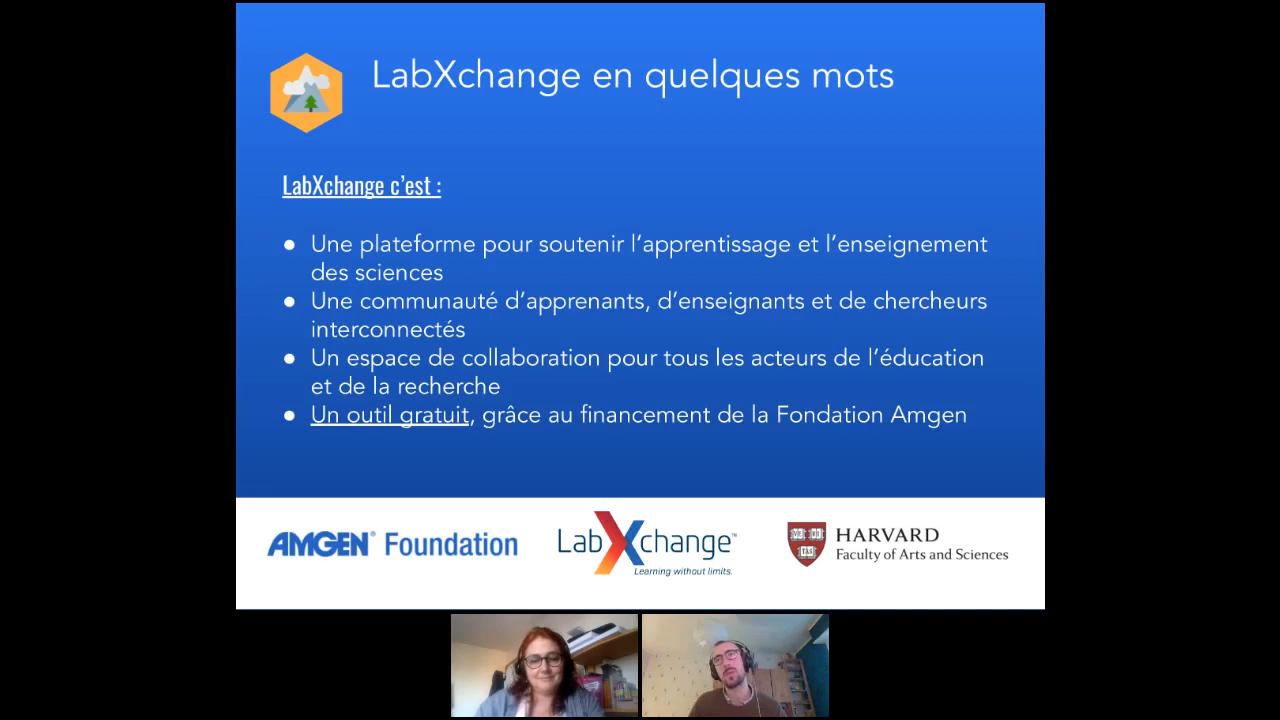 LabXchange en quelques mots
LabXchange c’est :
● Une plateforme pour soutenir l’apprentissage et l’enseignement
des sciences
● Une communauté d’apprenants, d’enseignants et de chercheurs
interconnectés
● Un espace de collaboration pour tous les acteurs de l’éducation
et de la recherche
● Un outil gratuit, grâce au financement de la Fondation Amgen
AMGEN® Foundation
LabXchange™
Learning without limits.
HARVARD
Faculty of Arts and Sciences